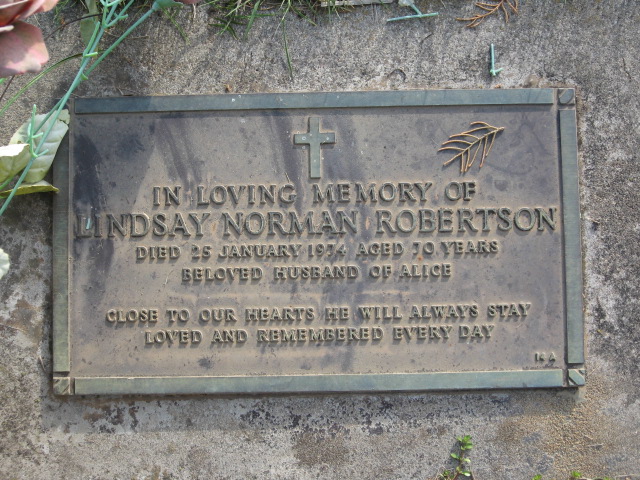 IN LOVING MEMORY OF
LINDSAY NORMAN ROBERTSON
DIED 25 JANUARY 1974 AGED 70 YEARS
BELOVED HUSBAND OF ALICE
CLOSE TO OUR HEARTS HE WILL ALWAYS STAY
LOVED AND REMEMBERED EVERY DAY
14 A